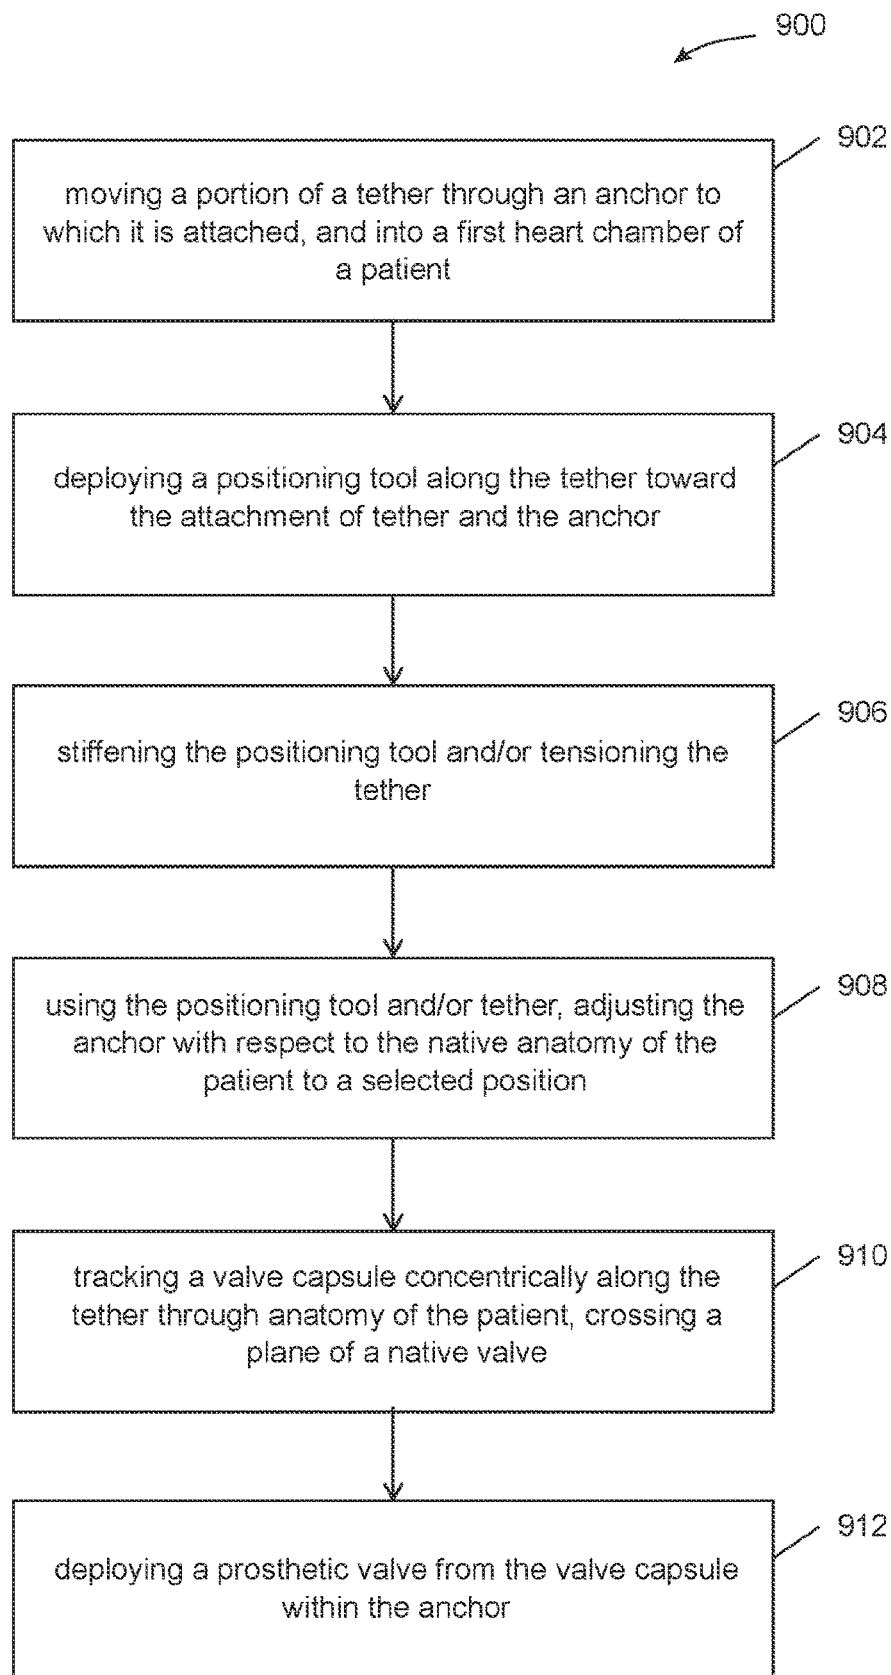 900
902
moving a portion of a tether through an anchor to
which it is attached, and into a first heart chamber of
a patient
904
deploying a positioning tool along the tether toward
the attachment of tether and the anchor
906
stiffening the positioning tool and/or tensioning the
tether
908
using the positioning tool and/or tether, adjusting the
anchor with respect to the native anatomy of the
patient to a selected position
910
tracking a valve capsule concentrically along the
tether through anatomy of the patient, crossing a
plane of a native valve
912
deploying a prosthetic valve from the valve capsule
within the anchor